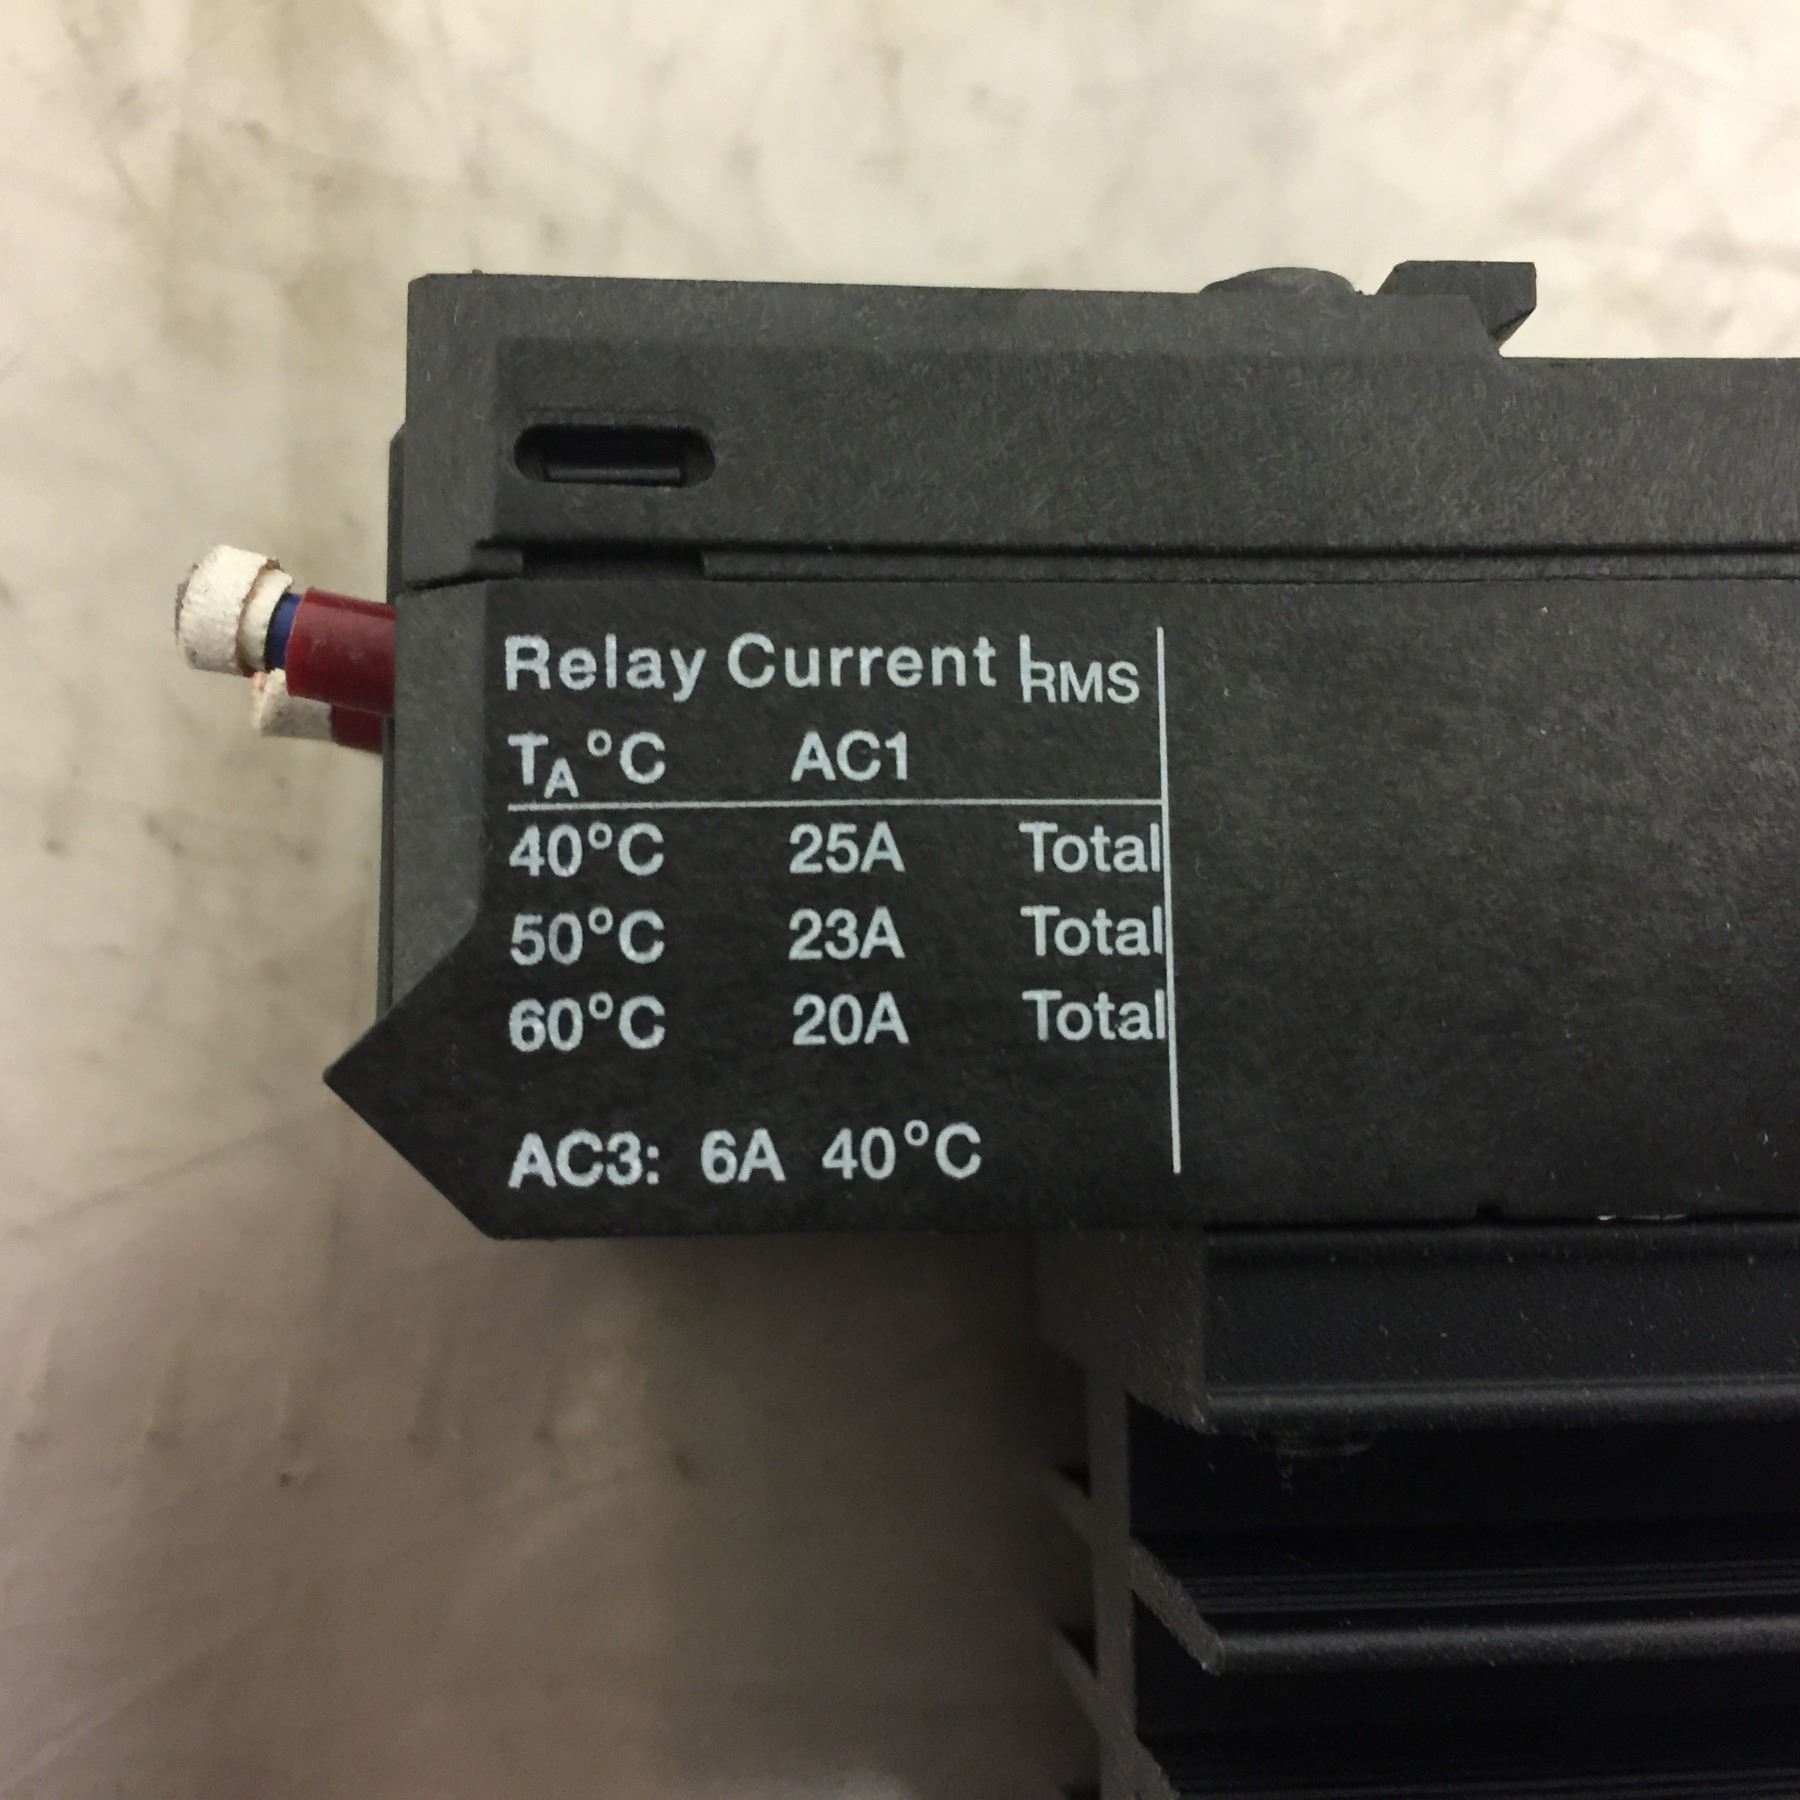 Relay Current IRMS
TA °C AC1
40°C 25A Total
50°C 23A Total
60°C 20A Total
AC3: 6A 40°C